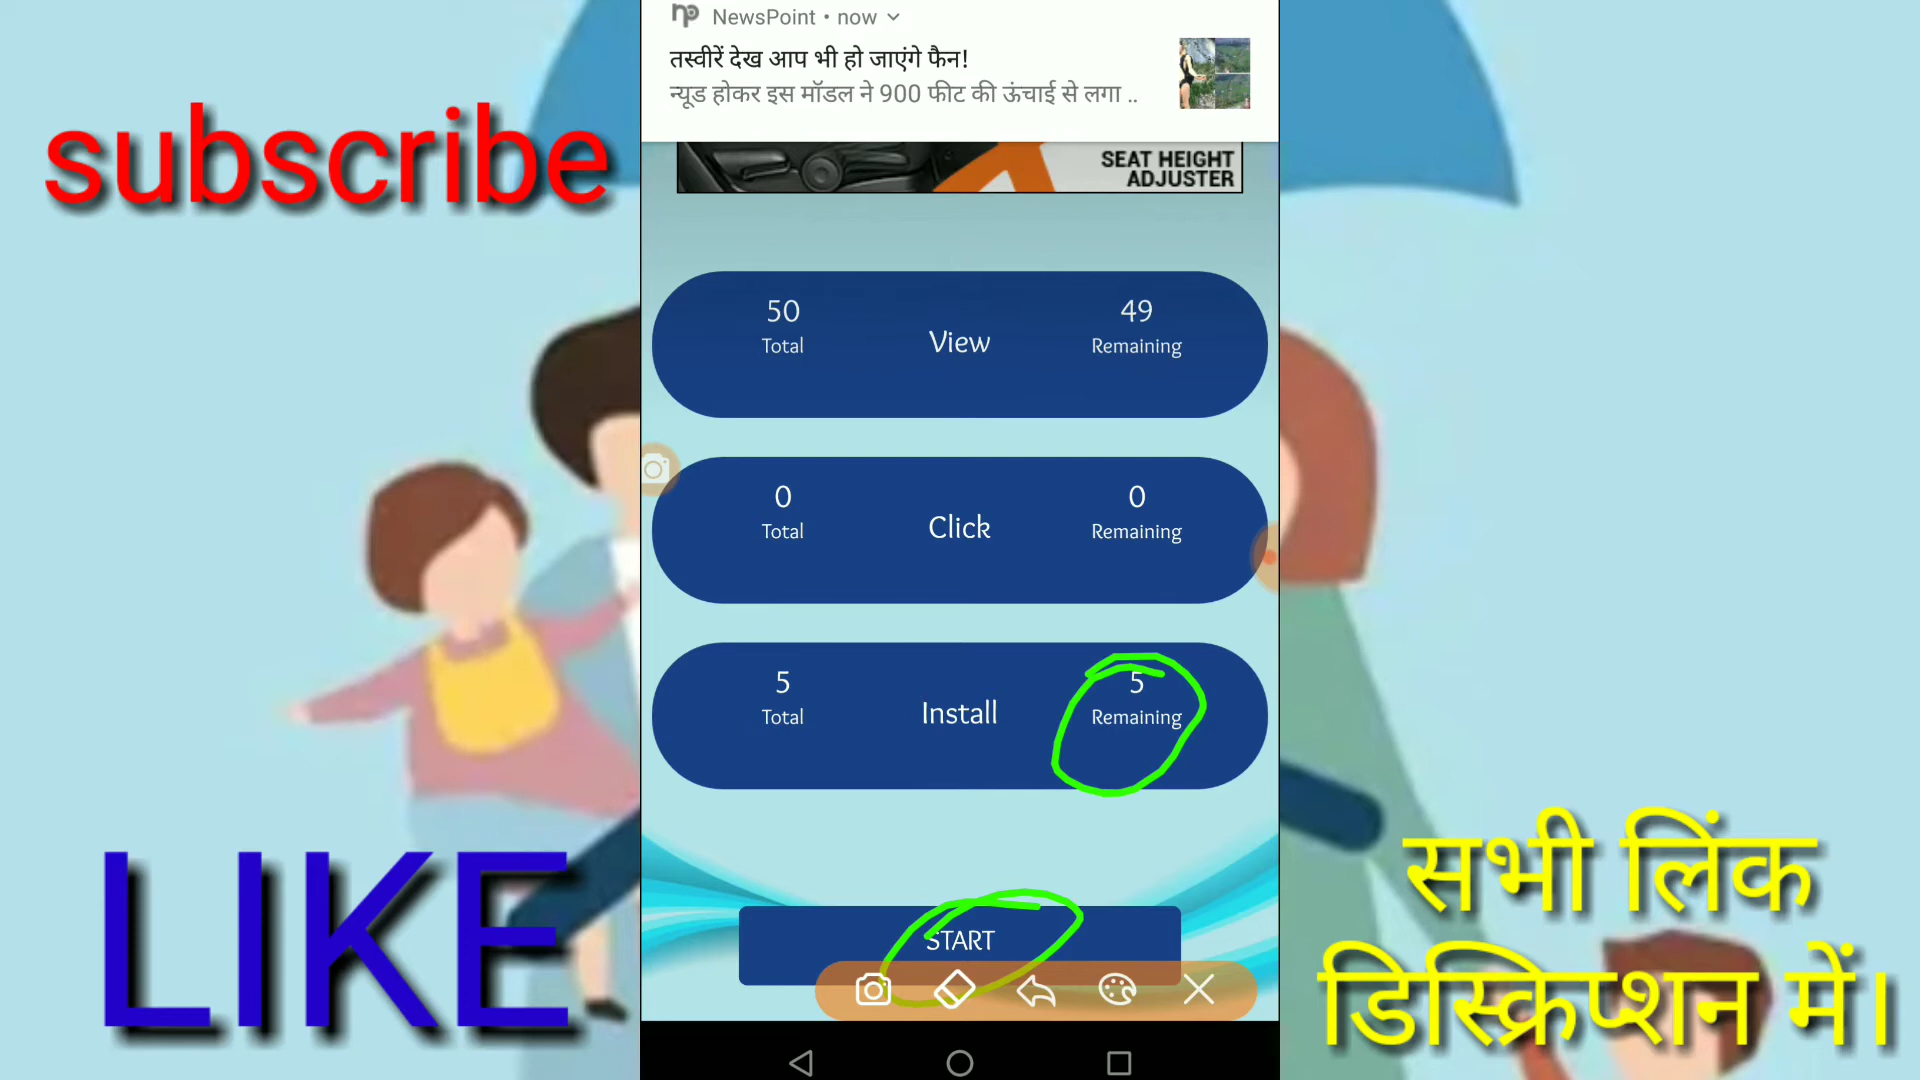 NewsPoint • now
तस्वीरें देख आप भी हो जाएंगे फैन!
न्यूड होकर इस मॉडल ने 900 फीट की ऊंचाई से लगा ..
subscribe
SEAT HEIGHT
ADJUSTER
50
Total
View
49
Remaining
0
Total
Click
0
Remaining
5
Total
Install
5
Remaining
START
LIKE
सभी लिंक
डिस्क्रिप्शन में।